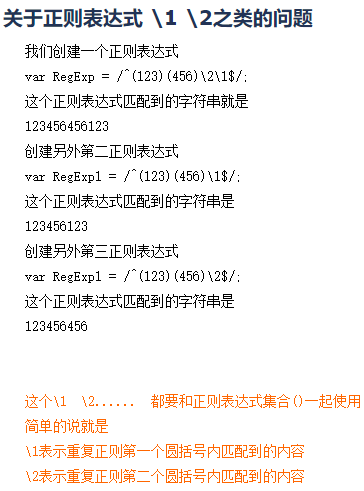 关于正则表达式 \1 \2之类的问题
我们创建一个正则表达式
var RegExp = /^(123)(456)\2\1$/;
这个正则表达式匹配到的字符串就是
123456456123
创建另外第二正则表达式
var RegExp1 = /^(123)(456)\1$/;
这个正则表达式匹配到的字符串是
123456123
创建另外第三正则表达式
var RegExp1 = /^(123)(456)\2$/;
这个正则表达式匹配到的字符串是
123456456
这个\1 \2...... 都要和正则表达式集合()一起使用
简单的说就是
\1表示重复正则第一个圆括号内匹配到的内容
\2表示重复正则第二个圆括号内匹配到的内容